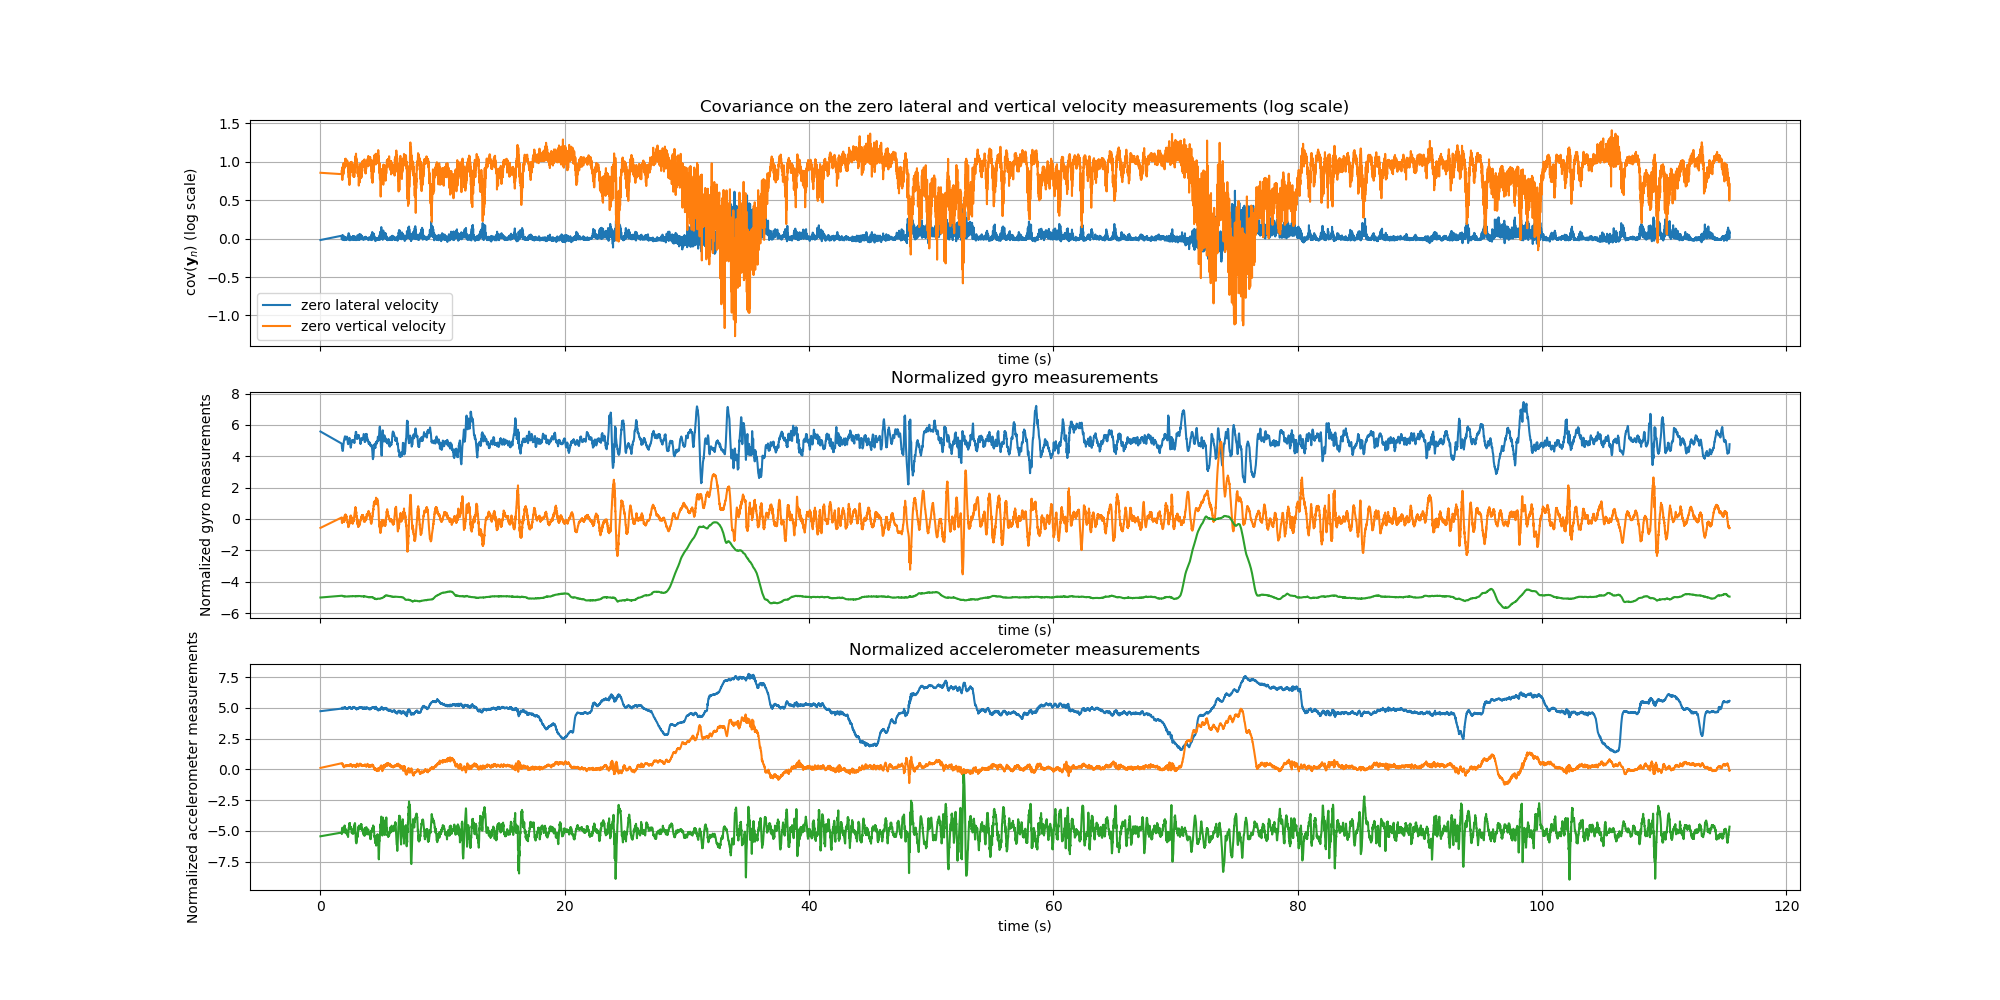 Covariance on the zero lateral and vertical velocity measurements (log scale)
1.5
1.0
0.5
0.0
−0.5
−1.0
cov(yₙ) (log scale)
zero lateral velocity
zero vertical velocity
time (s)
Normalized gyro measurements
8
6
4
2
0
−2
−4
−6
Normalized gyro measurements
time (s)
Normalized accelerometer measurements
7.5
5.0
2.5
0.0
−2.5
−5.0
−7.5
Normalized accelerometer measurements
0 20 40 60 80 100 120
time (s)